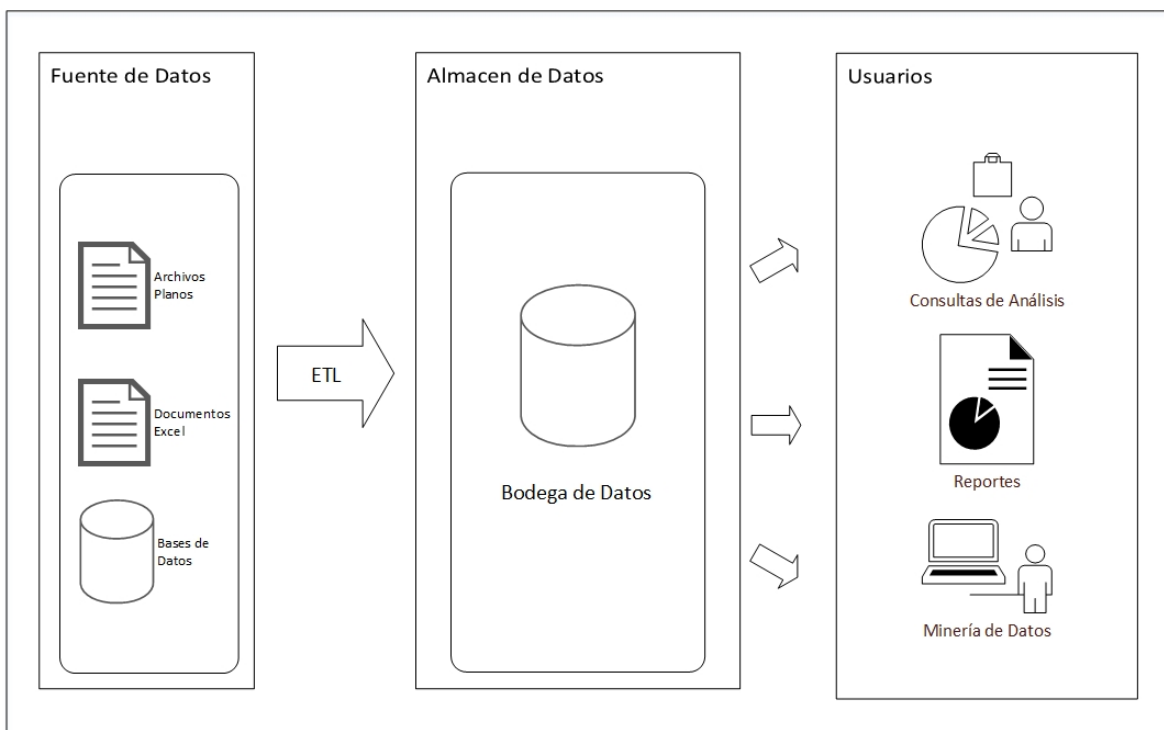 Fuente de Datos
Archivos
Planos
Documentos
Excel
Bases de
Datos
ETL
Almacen de Datos
Bodega de Datos
Usuarios
Consultas de Análisis
Reportes
Minería de Datos